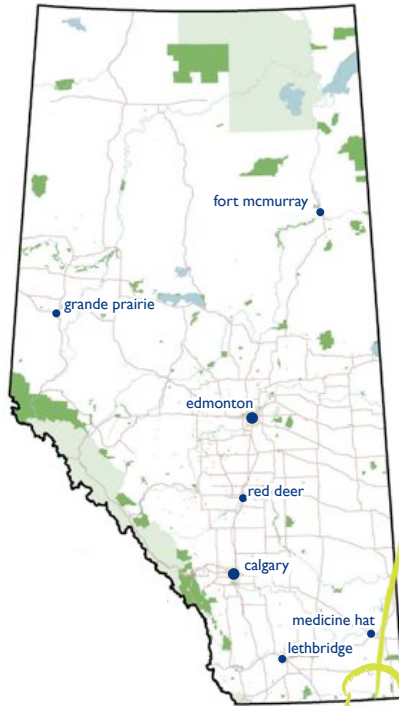 fort mcmurray
grande prairie
edmonton
red deer
calgary
medicine hat
lethbridge